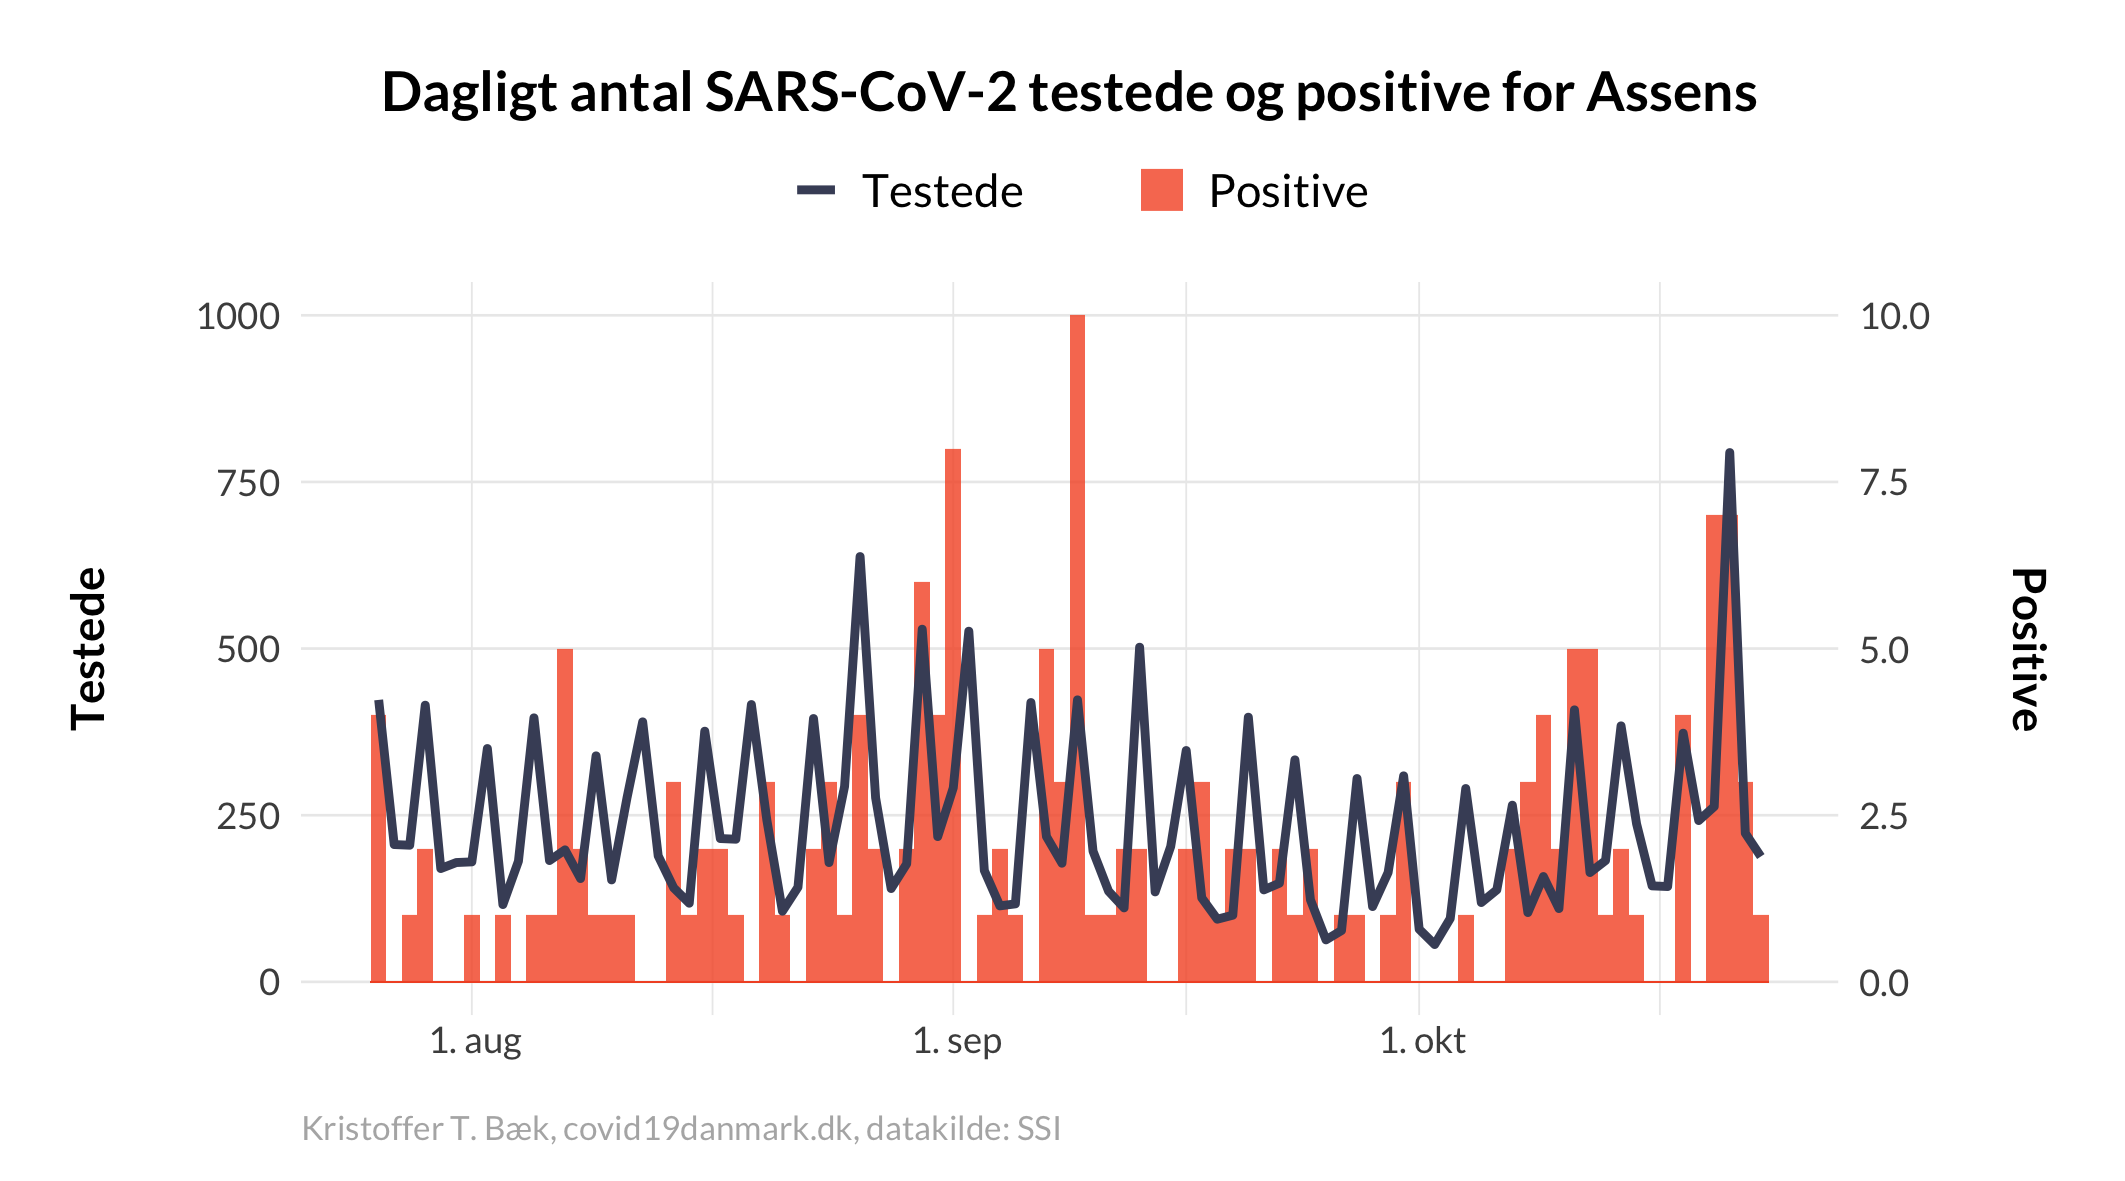 Dagligt antal SARS-CoV-2 testede og positive for Assens
Testede
Positive
1000
750
500
250
0
10.0
7.5
5.0
2.5
0.0
Testede
Positive
1. aug
1. sep
1. okt
Kristoffer T. Bæk, covid19danmark.dk, datakilde: SSI